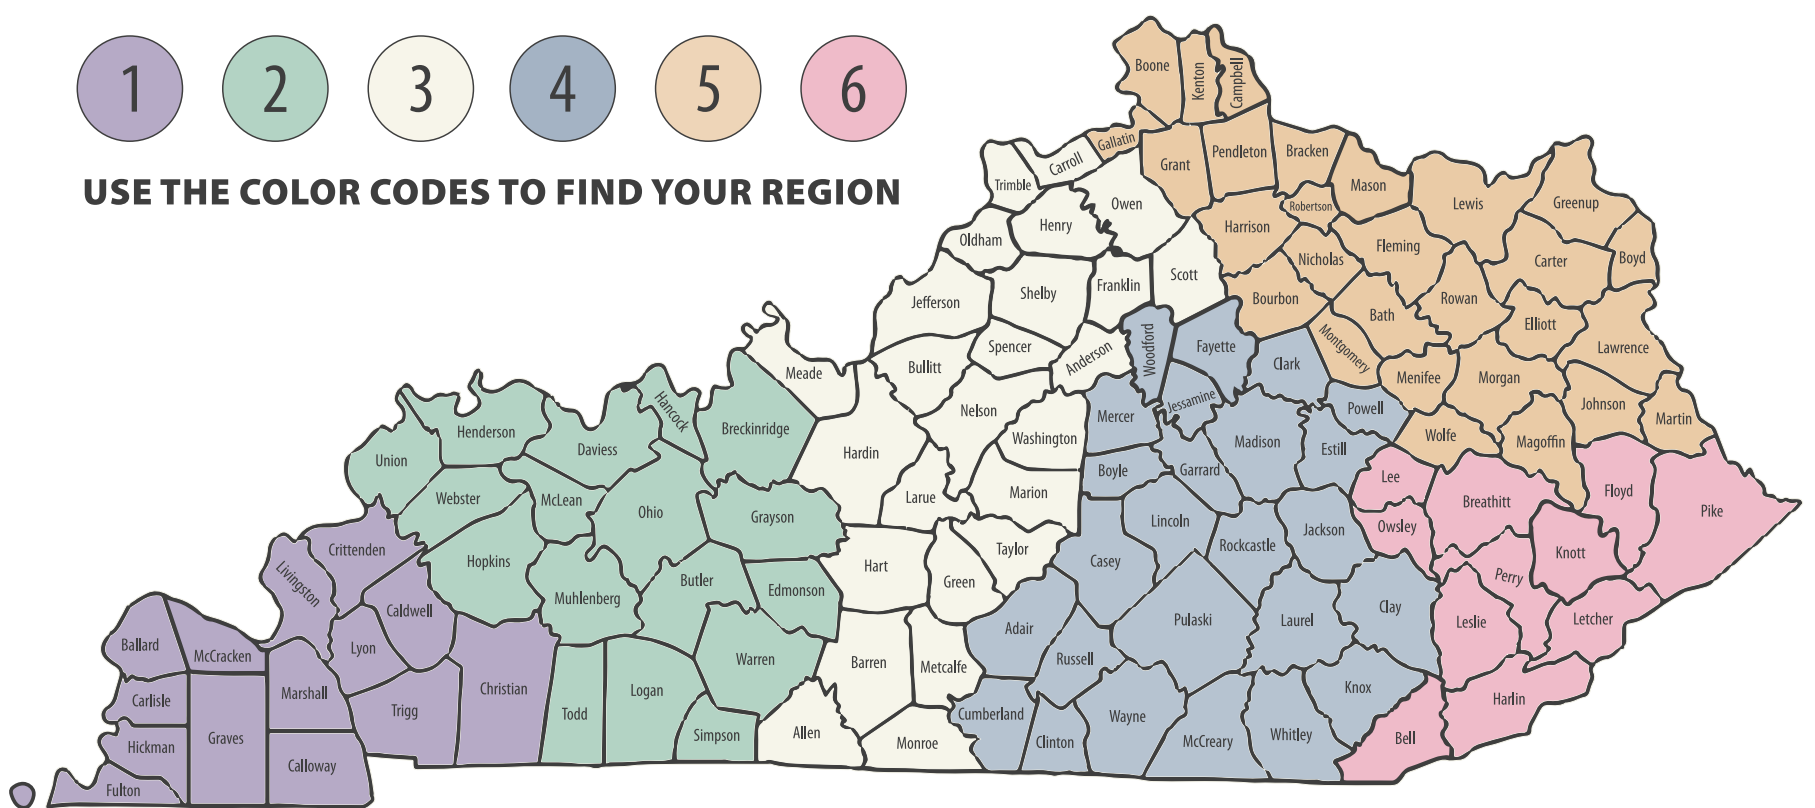 1 2 3 4 5 6
USE THE COLOR CODES TO FIND YOUR REGION
Boone
Kenton
Campbell
Gallatin
Carroll
Trimble
Grant
Pendleton
Bracken
Mason
Robertson
Lewis
Greenup
Owen
Henry
Oldham
Harrison
Fleming
Nicholas
Carter
Boyd
Scott
Franklin
Shelby
Jefferson
Bourbon
Bath
Rowan
Elliott
Lawrence
Montgomery
Woodford
Fayette
Clark
Anderson
Spencer
Bullitt
Meade
Menifee
Morgan
Johnson
Martin
Powell
Jessamine
Mercer
Nelson
Washington
Hancock
Breckinridge
Henderson
Daviess
Union
Hardin
Madison
Estill
Wolfe
Magoffin
Boyle
Garrard
Lee
Floyd
Pike
Breathitt
Marion
Larue
Webster
McLean
Ohio
Grayson
Lincoln
Owsley
Jackson
Rockcastle
Knott
Perry
Casey
Taylor
Green
Hart
Crittenden
Hopkins
Livingston
Butler
Edmonson
Muhlenberg
Caldwell
Clay
Leslie
Letcher
Laurel
Pulaski
Adair
Ballard
McCracken
Lyon
Russell
Barren
Metcalfe
Warren
Carlisle
Marshall
Christian
Logan
Knox
Harlin
Trigg
Todd
Cumberland
Wayne
Allen
Simpson
Monroe
Clinton
McCreary
Whitley
Bell
Graves
Hickman
Calloway
Fulton